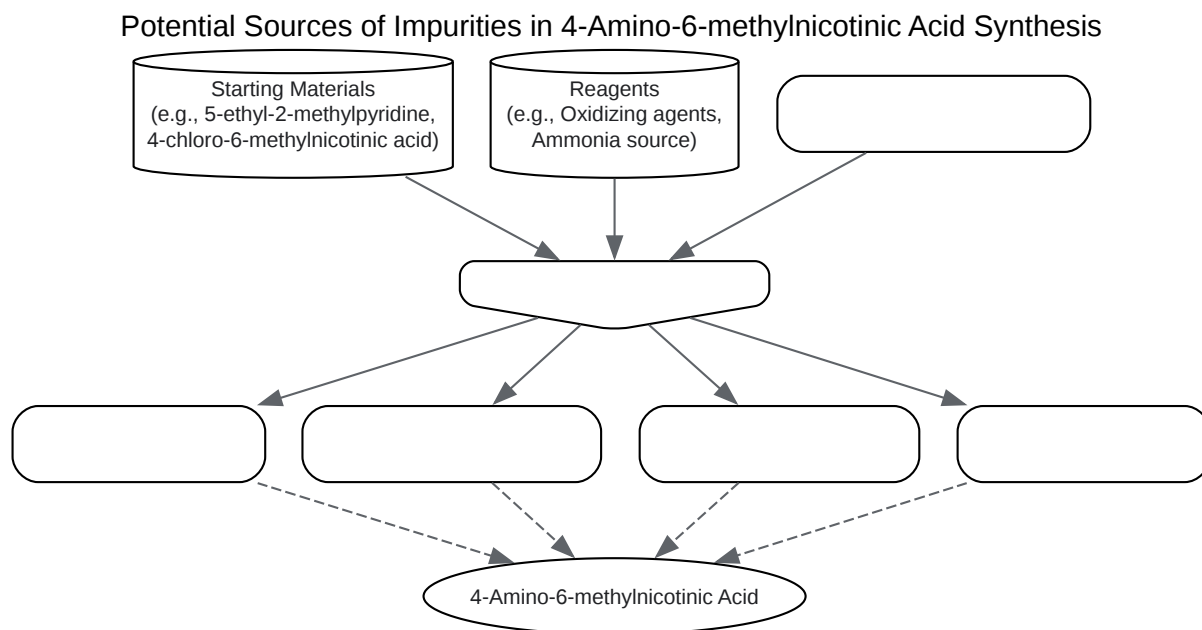 Potential Sources of Impurities in 4-Amino-6-methylnicotinic Acid Synthesis
Starting Materials
(e.g., 5-ethyl-2-methylpyridine,
4-chloro-6-methylnicotinic acid)
Reagents
(e.g., Oxidizing agents,
Ammonia source)
4-Amino-6-methylnicotinic Acid